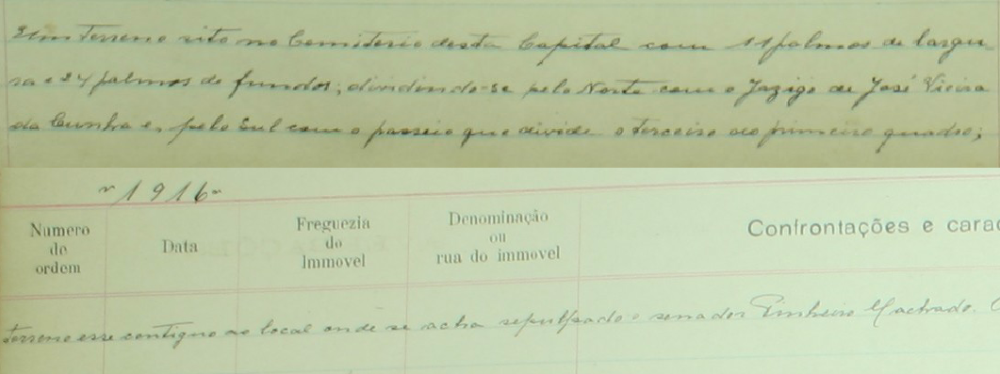 Um Terreno sito no Cemiterio desta Capital com 11 palmos de largu-
ra e 24 palmos de fundos; dividindo-se pelo Norte com o Jazigo de José Vieira
da Cunha e, pelo Sul com o passeio que divide o terceiro do primeiro quadro;
"1916"
Numero de ordem
Data
Freguezia do Immovel
Denominação ou rua do immovel
Confrontações e carac
terreno esse contiguo ao local onde se acha sepultado o senador Pinheiro Machado.